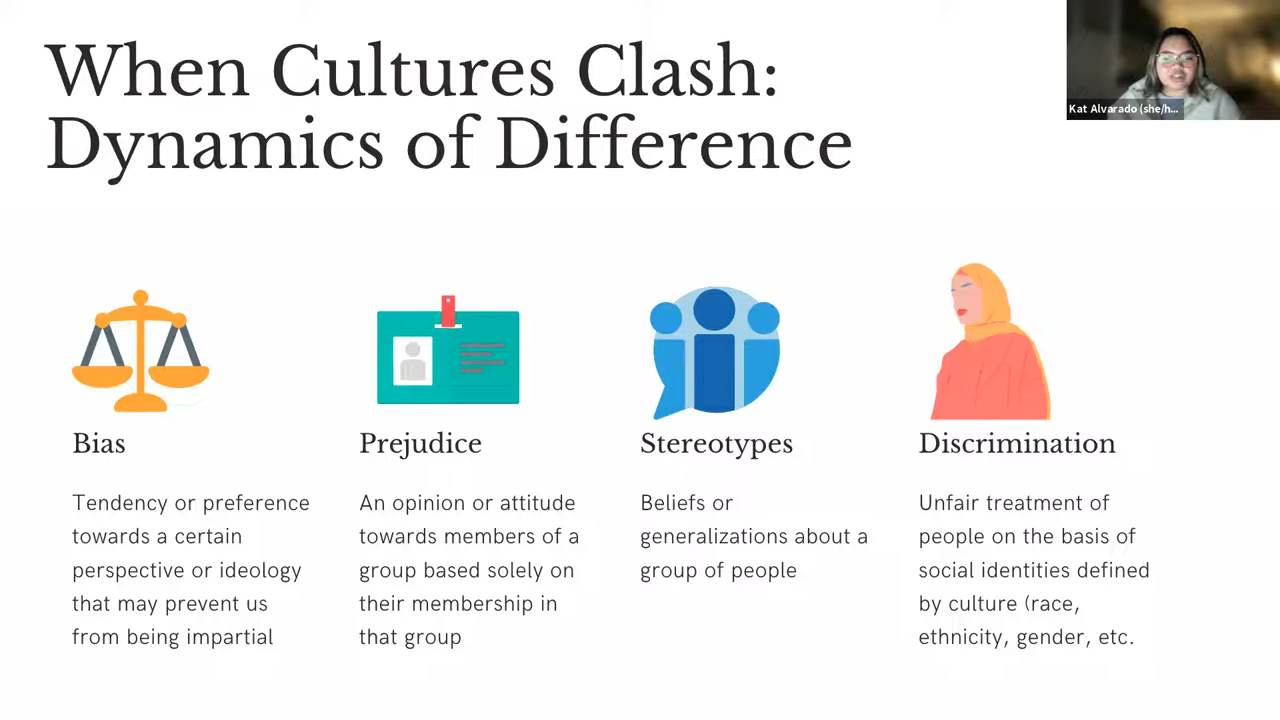 When Cultures Clash:
Dynamics of Difference
Kat Alvarado (she/h...
Bias
Tendency or preference
towards a certain
perspective or ideology
that may prevent us
from being impartial
Prejudice
An opinion or attitude
towards members of a
group based solely on
their membership in
that group
Stereotypes
Beliefs or
generalizations about a
group of people
Discrimination
Unfair treatment of
people on the basis of
social identities defined
by culture (race,
ethnicity, gender, etc.